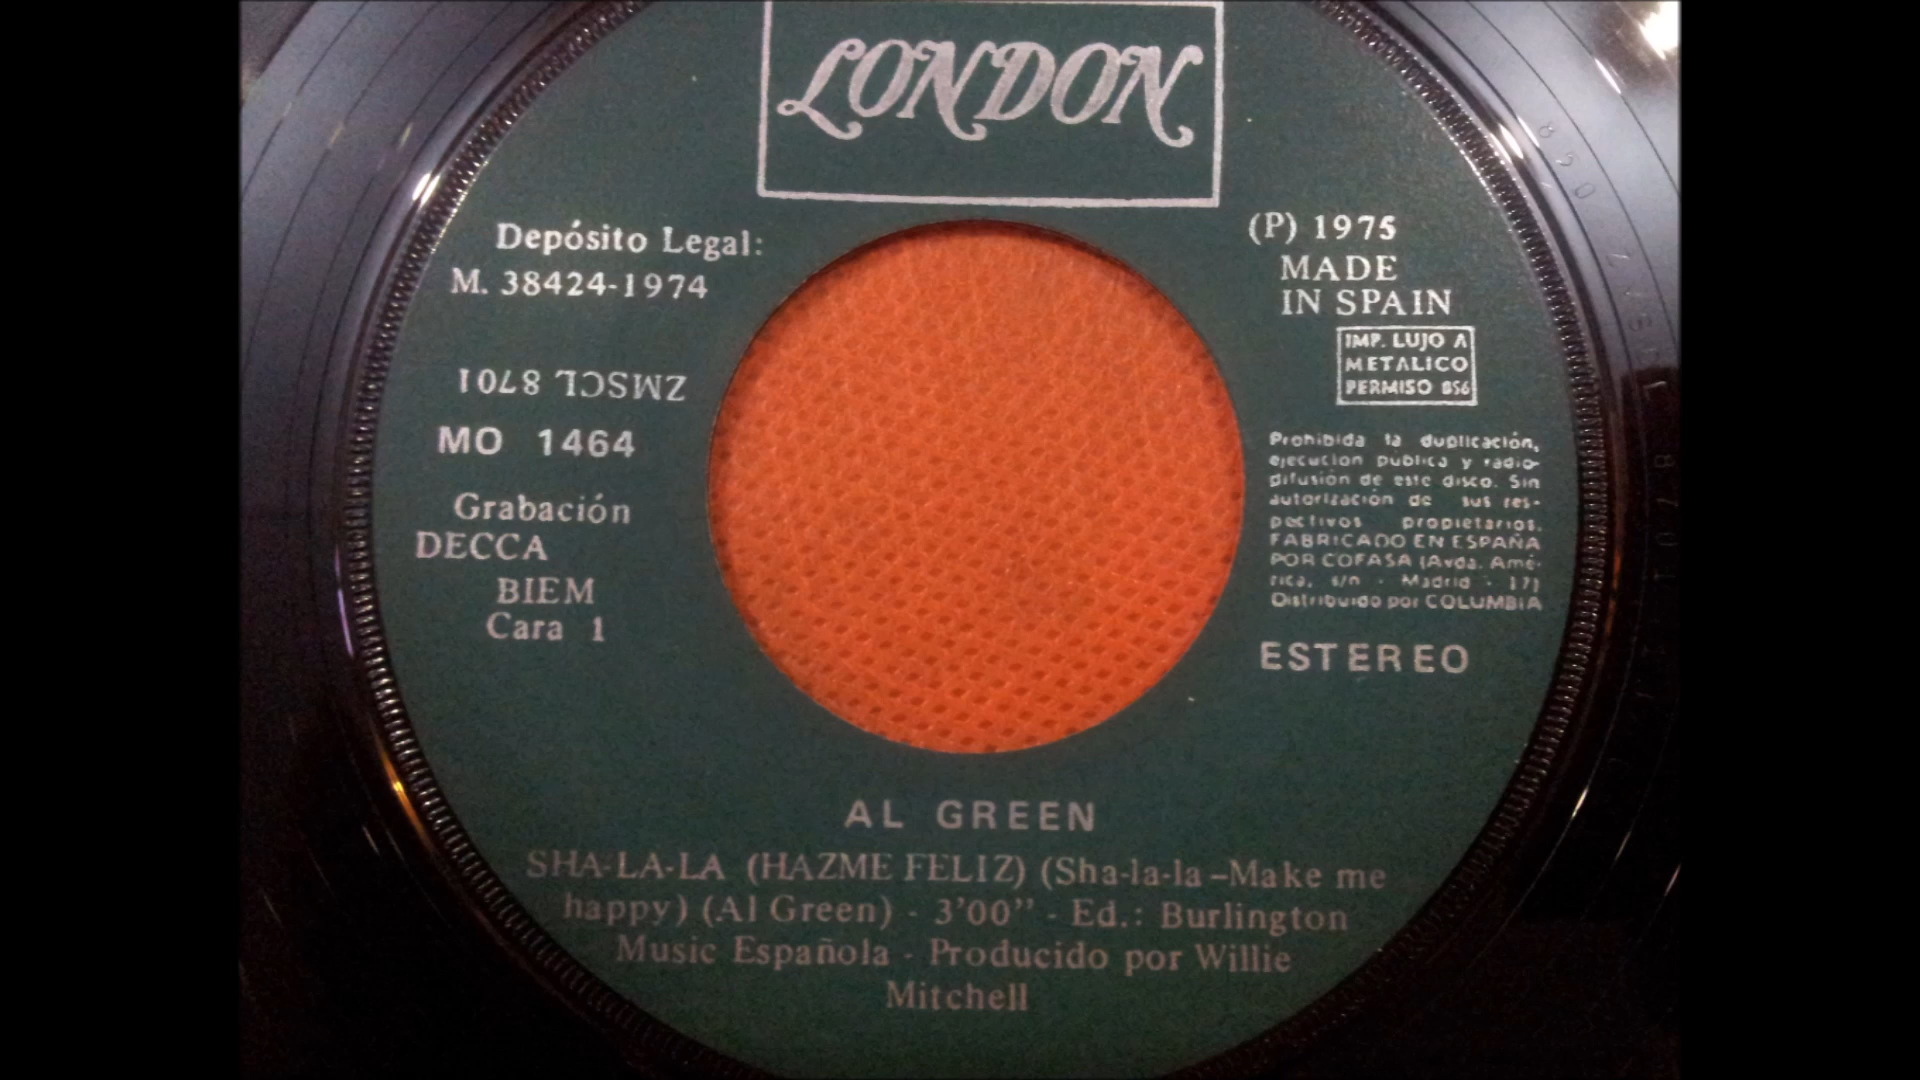 LONDON
Depósito Legal:
M. 38424-1974
ZMSCL 8701
MO 1464
Grabación
DECCA
BIEM
Cara 1
(P) 1975
MADE
IN SPAIN
IMP. LUJO A
METALICO
PERMISO 856
Prohibida la duplicación,
ejecución pública y radio-
difusión de este disco. Sin
autorización de sus res-
pectivos propietarios.
FABRICADO EN ESPAÑA
POR COFASA (Avda. Amé-
rica, s/n - Madrid - 17)
Distribuido por COLUMBIA
ESTEREO
AL GREEN
SHA-LA-LA (HAZME FELIZ) (Sha-la-la –Make me
happy) (Al Green) - 3'00" - Ed.: Burlington
Music Española - Producido por Willie
Mitchell